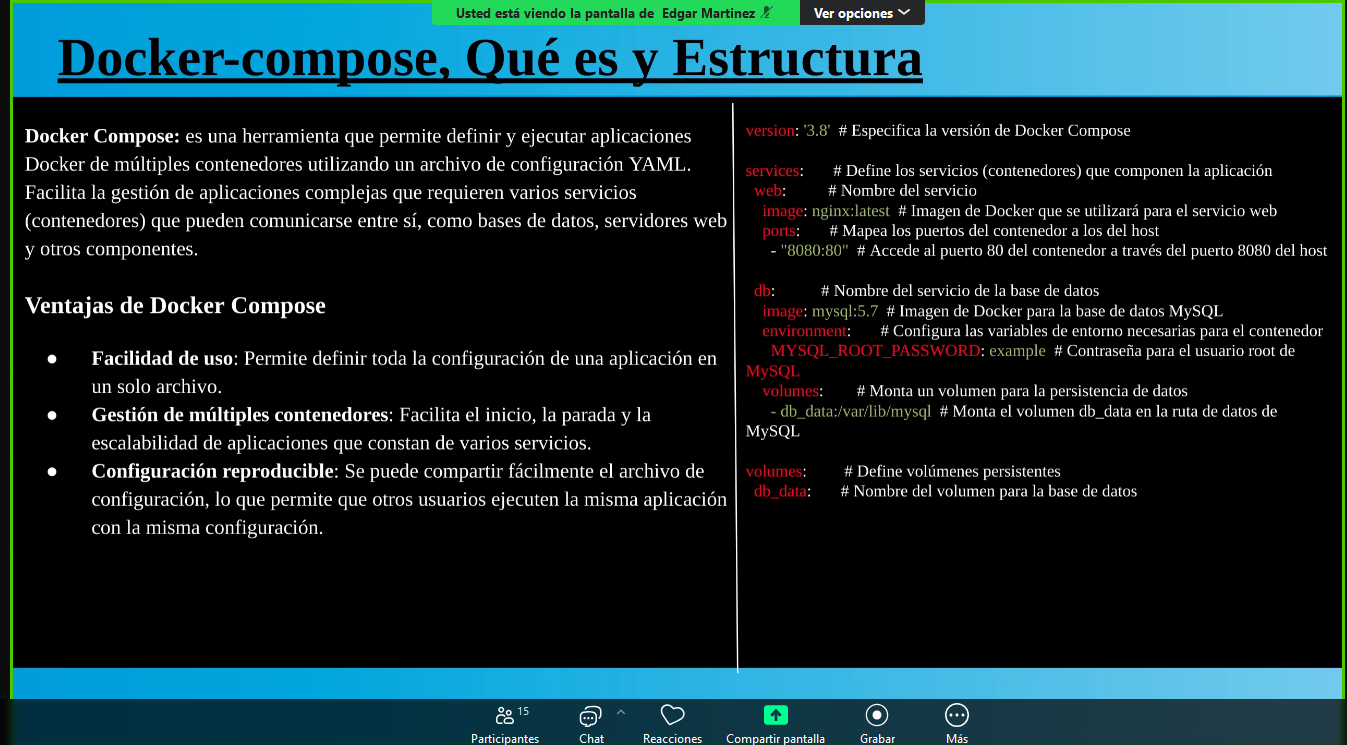 Usted está viendo la pantalla de Edgar Martinez
Ver opciones
Docker-compose, Qué es y Estructura
Docker Compose: es una herramienta que permite definir y ejecutar aplicaciones
Docker de múltiples contenedores utilizando un archivo de configuración YAML.
Facilita la gestión de aplicaciones complejas que requieren varios servicios
(contenedores) que pueden comunicarse entre sí, como bases de datos, servidores web
y otros componentes.
Ventajas de Docker Compose
● Facilidad de uso: Permite definir toda la configuración de una aplicación en
un solo archivo.
● Gestión de múltiples contenedores: Facilita el inicio, la parada y la
escalabilidad de aplicaciones que constan de varios servicios.
● Configuración reproducible: Se puede compartir fácilmente el archivo de
configuración, lo que permite que otros usuarios ejecuten la misma aplicación
con la misma configuración.
version: '3.8' # Especifica la versión de Docker Compose
services: # Define los servicios (contenedores) que componen la aplicación
web: # Nombre del servicio
image: nginx:latest # Imagen de Docker que se utilizará para el servicio web
ports: # Mapea los puertos del contenedor a los del host
- "8080:80" # Accede al puerto 80 del contenedor a través del puerto 8080 del host
db: # Nombre del servicio de la base de datos
image: mysql:5.7 # Imagen de Docker para la base de datos MySQL
environment: # Configura las variables de entorno necesarias para el contenedor
MYSQL_ROOT_PASSWORD: example # Contraseña para el usuario root de
MySQL
volumes: # Monta un volumen para la persistencia de datos
- db_data:/var/lib/mysql # Monta el volumen db_data en la ruta de datos de
MySQL
volumes: # Define volúmenes persistentes
db_data: # Nombre del volumen para la base de datos
15
Participantes
Chat
Reacciones
Compartir pantalla
Grabar
Más